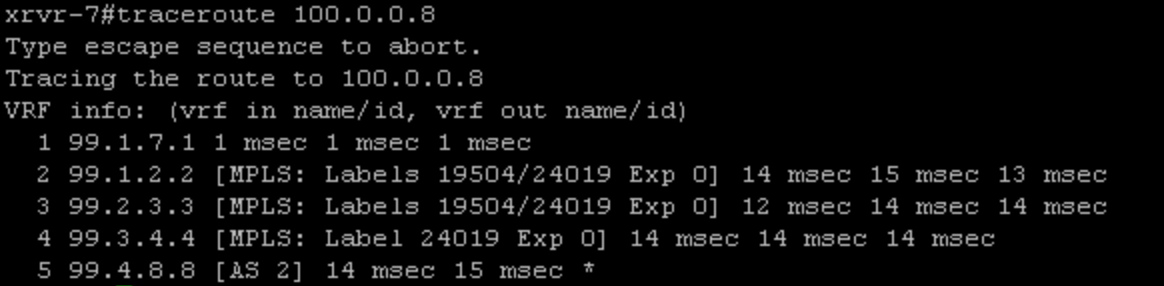 xrvr-7#traceroute 100.0.0.8
Type escape sequence to abort.
Tracing the route to 100.0.0.8
VRF info: (vrf in name/id, vrf out name/id)
1 99.1.7.1 1 msec 1 msec 1 msec
2 99.1.2.2 [MPLS: Labels 19504/24019 Exp 0] 14 msec 15 msec 13 msec
3 99.2.3.3 [MPLS: Labels 19504/24019 Exp 0] 12 msec 14 msec 14 msec
4 99.3.4.4 [MPLS: Label 24019 Exp 0] 14 msec 14 msec 14 msec
5 99.4.8.8 [AS 2] 14 msec 15 msec *